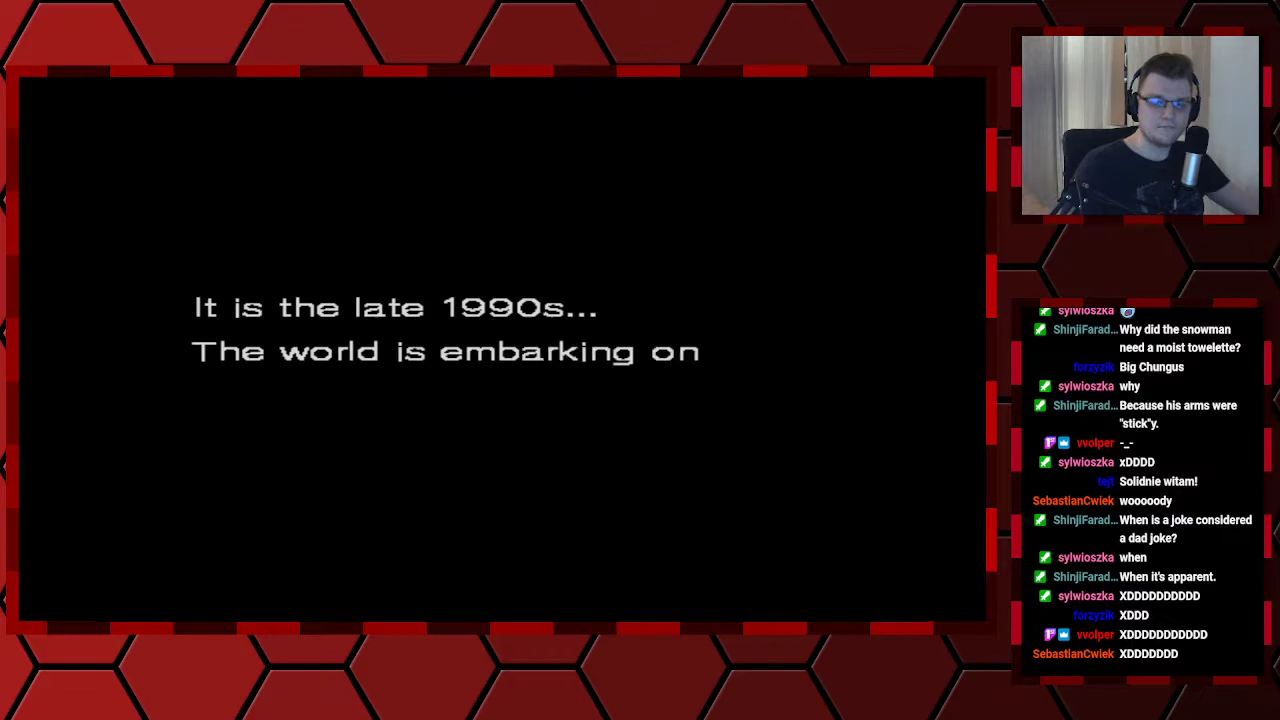 It is the late 1990s...
The world is embarking on
sylwioszka
ShinjiFarad... Why did the snowman
need a moist towelette?
forzyzik Big Chungus
sylwioszka why
ShinjiFarad... Because his arms were
"stick"y.
vvolper -_-
sylwioszka xDDDD
tejt Solidnie witam!
SebastianCwiek wooooody
ShinjiFarad... When is a joke considered
a dad joke?
sylwioszka when
ShinjiFarad... When it's apparent.
sylwioszka XDDDDDDDDDD
forzyzik XDDD
vvolper XDDDDDDDDDDD
SebastianCwiek XDDDDDDD